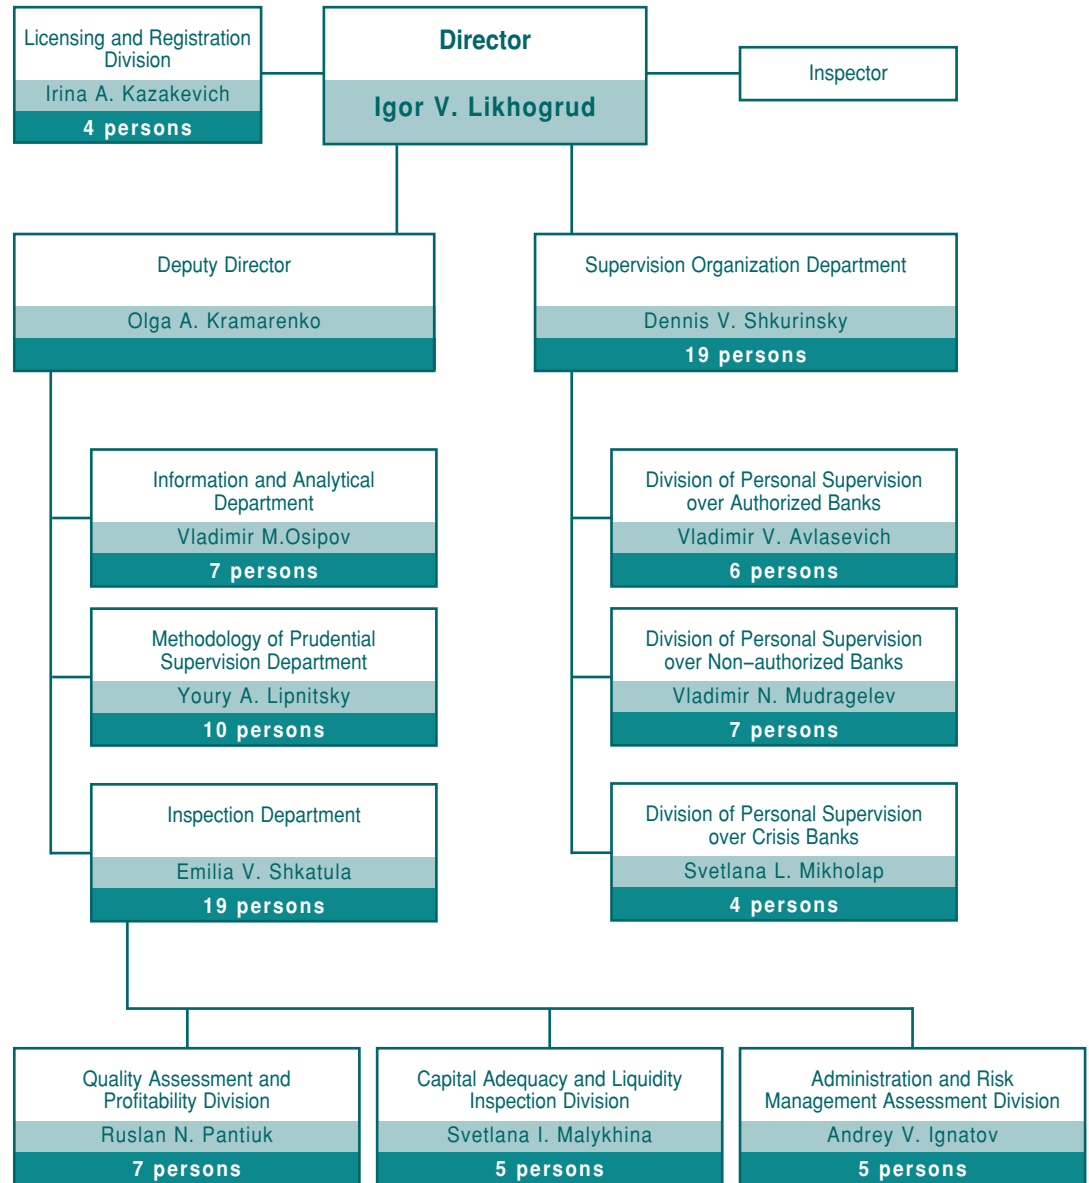 Licensing and Registration
Division
Irina A. Kazakevich
4 persons
Director
Igor V. Likhogrud
Inspector
Deputy Director
Olga A. Kramarenko
Supervision Organization Department
Dennis V. Shkurinsky
19 persons
Information and Analytical
Department
Vladimir M.Osipov
7 persons
Division of Personal Supervision
over Authorized Banks
Vladimir V. Avlasevich
6 persons
Methodology of Prudential
Supervision Department
Youry A. Lipnitsky
10 persons
Division of Personal Supervision
over Non-authorized Banks
Vladimir N. Mudragelev
7 persons
Inspection Department
Emilia V. Shkatula
19 persons
Division of Personal Supervision
over Crisis Banks
Svetlana L. Mikholap
4 persons
Quality Assessment and
Profitability Division
Ruslan N. Pantiuk
7 persons
Capital Adequacy and Liquidity
Inspection Division
Svetlana I. Malykhina
5 persons
Administration and Risk
Management Assessment Division
Andrey V. Ignatov
5 persons